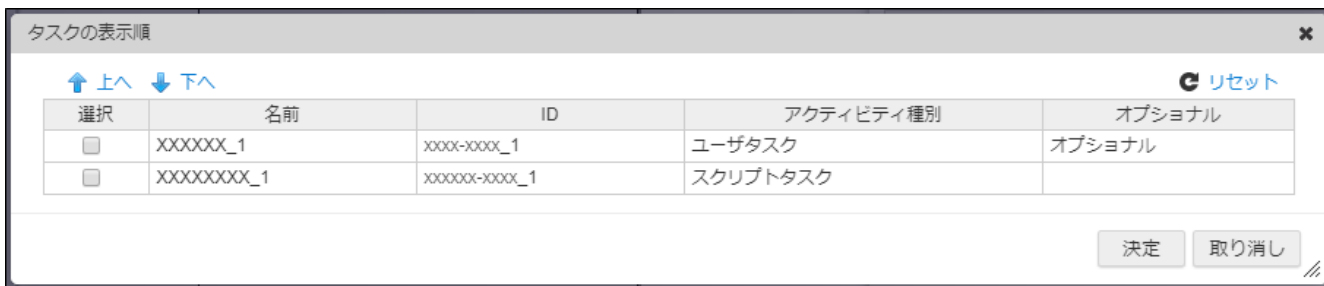 タスクの表示順
上へ 下へ リセット
選択 名前 ID アクティビティ種別 オプショナル
XXXXXX_1 xxxx-xxxx_1 ユーザタスク オプショナル
XXXXXXXX_1 xxxxxx-xxxx_1 スクリプトタスク
決定 取り消し